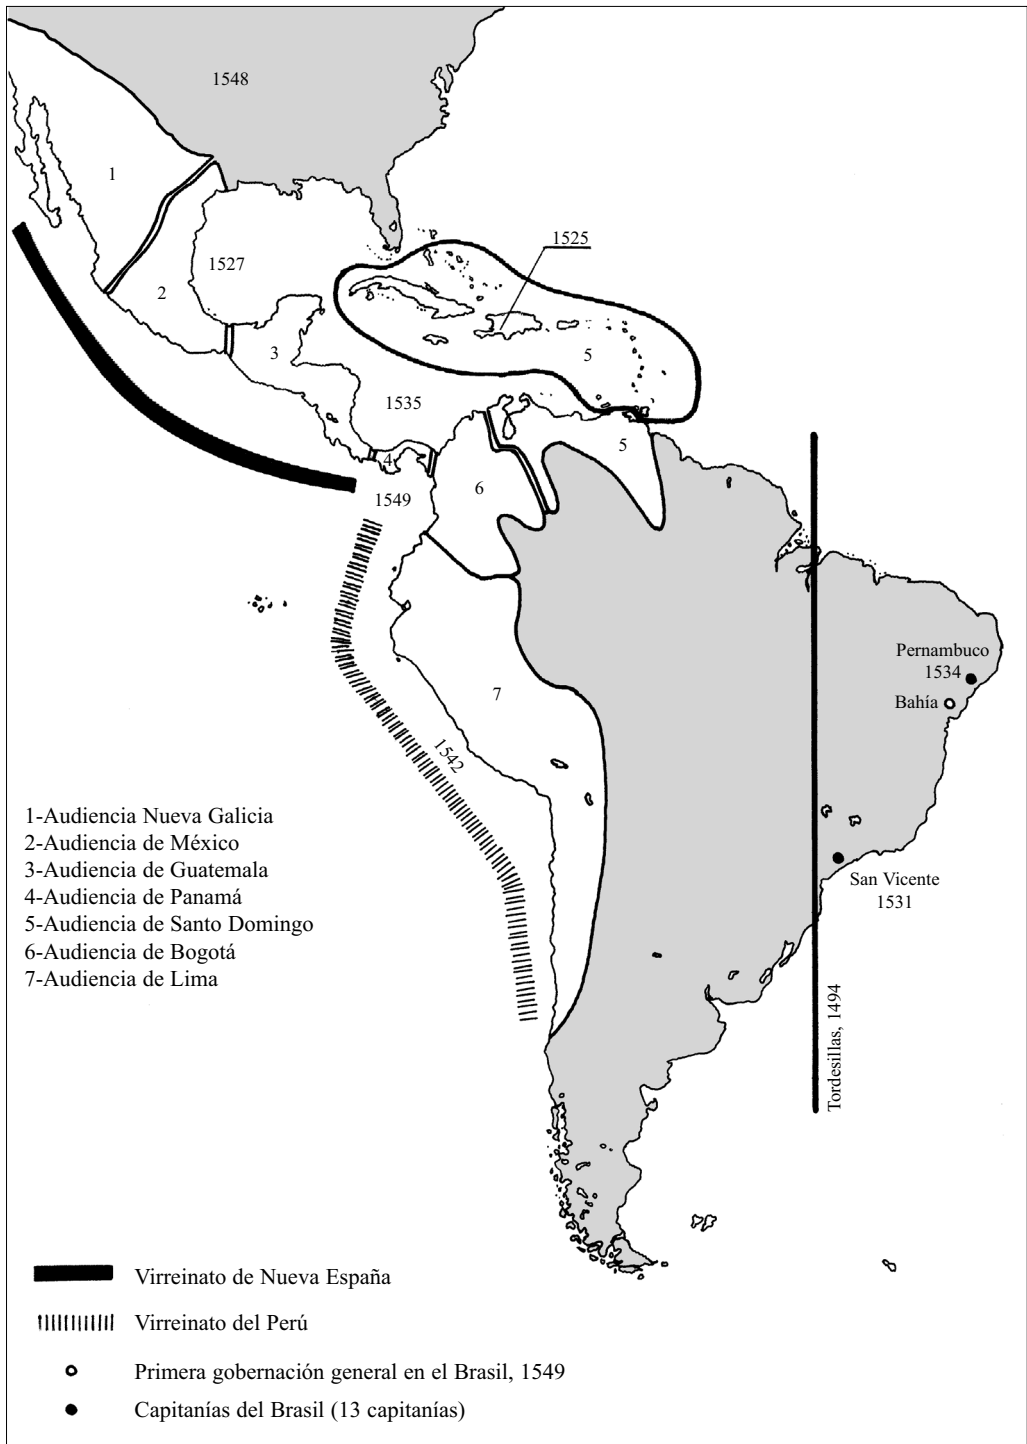 1548
1
1525
1527
2
3
5
1535
5
4
6
1549
Pernambuco
1534
Bahía
7
1542
1-Audiencia Nueva Galicia
2-Audiencia de México
3-Audiencia de Guatemala
4-Audiencia de Panamá
5-Audiencia de Santo Domingo
6-Audiencia de Bogotá
7-Audiencia de Lima
San Vicente
1531
Tordesillas, 1494
Virreinato de Nueva España
Virreinato del Perú
Primera gobernación general en el Brasil, 1549
Capitanías del Brasil (13 capitanías)